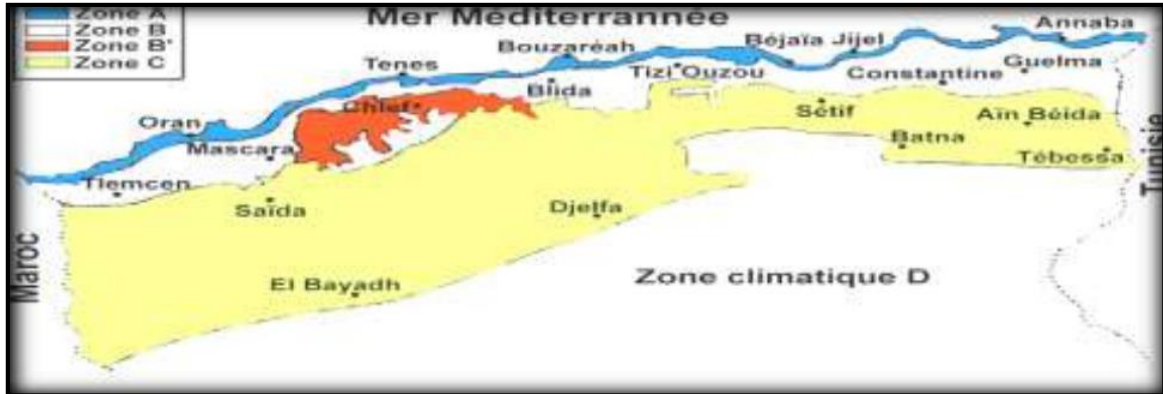 Zone A
Zone B
Zone B'
Zone C
Mer Méditerrannée
Annaba
Béjaïa Jijel
Bouzaréah
Guelma
Tenes
Tizi Ouzou
Constantine
Blida
Chlef
Oran
Sétif
Aïn Béida
Mascara
Batna
Tébessa
Tunisie
Tlemcen
Saïda
Djelfa
Maroc
El Bayadh
Zone climatique D